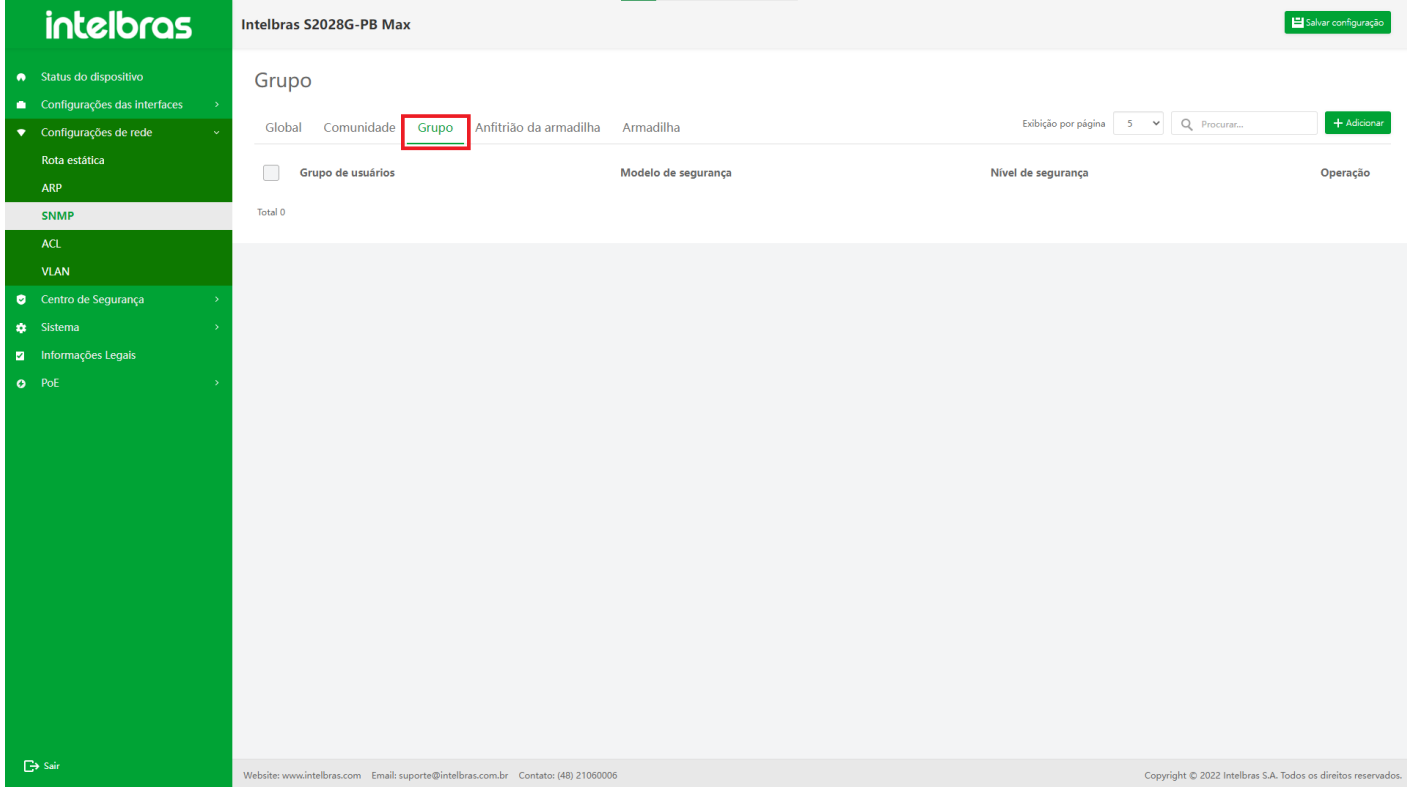 intelbras
Intelbras S2028G-PB Max
Salvar configuração
Status do dispositivo
Configurações das interfaces
Configurações de rede
Rota estática
ARP
SNMP
ACL
VLAN
Centro de Segurança
Sistema
Informações Legais
PoE
Sair
Grupo
Global Comunidade Grupo Anfitrião da armadilha Armadilha
Exibição por página 5 Procurar... + Adicionar
Grupo de usuários Modelo de segurança Nível de segurança Operação
Total 0
Website: www.intelbras.com Email: suporte@intelbras.com.br Contato: (48) 21060006
Copyright © 2022 Intelbras S.A. Todos os direitos reservados.